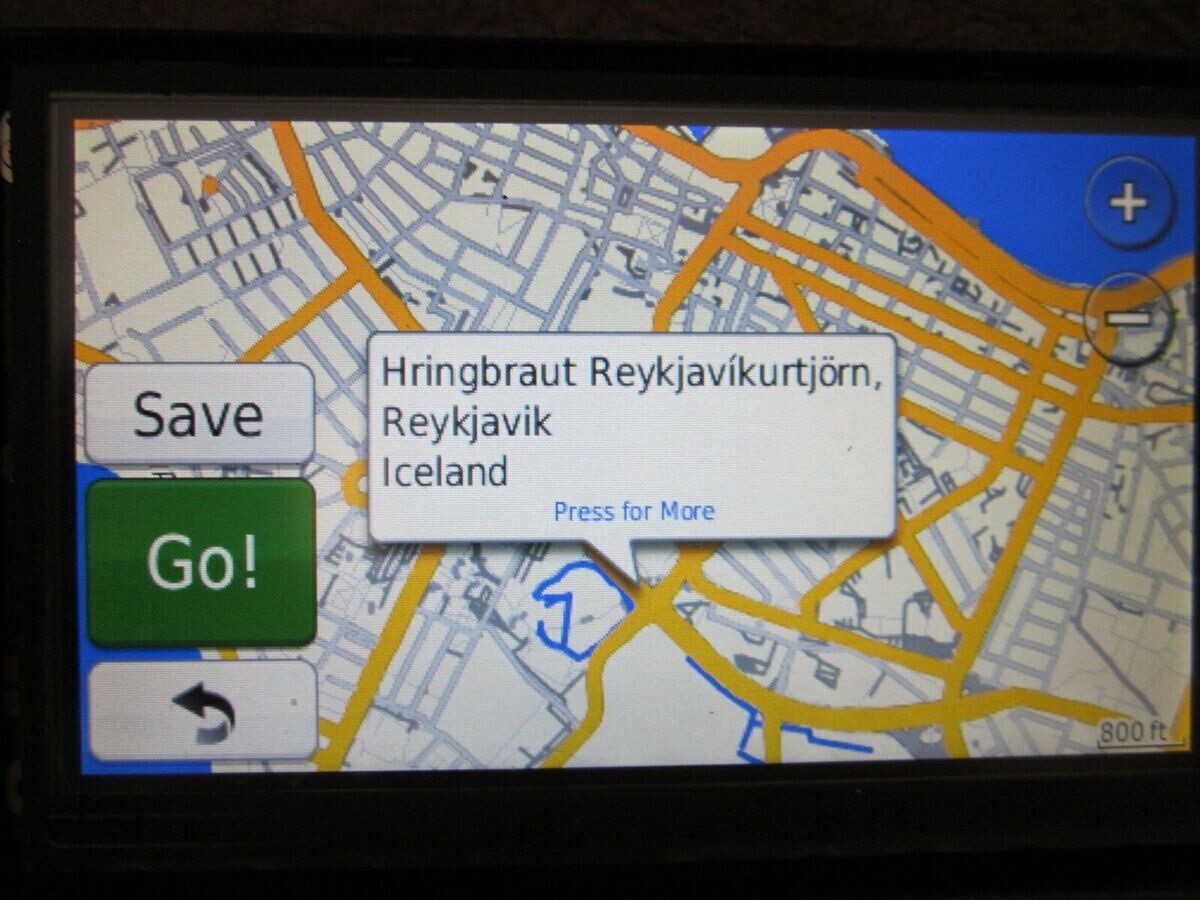 Hringbraut Reykjavíkurtjörn,
Reykjavik
Iceland
Press for More
Save
Go!
+
−
800 ft